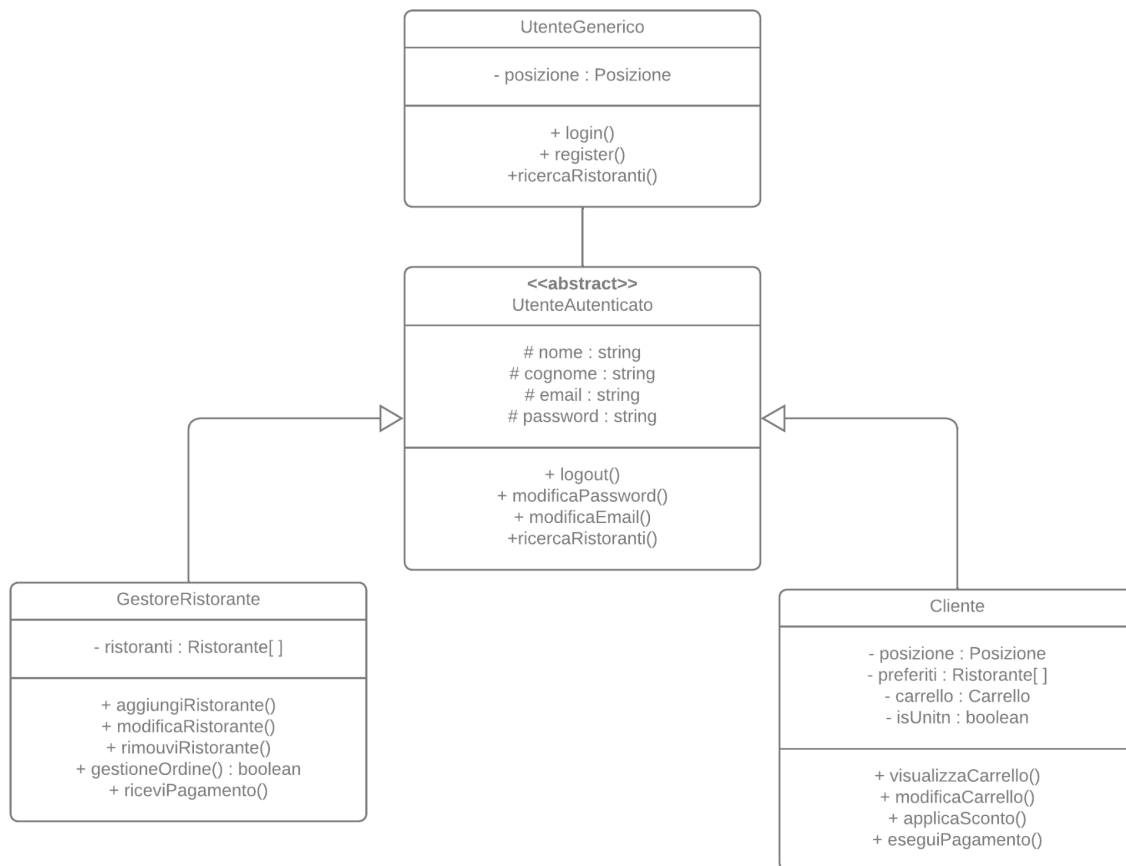 UtenteGenerico
- posizione : Posizione
+ login()
+ register()
+ricercaRistoranti()
<<abstract>>
UtenteAutenticato
# nome : string
# cognome : string
# email : string
# password : string
+ logout()
+ modificaPassword()
+ modificaEmail()
+ricercaRistoranti()
GestoreRistorante
- ristoranti : Ristorante[ ]
+ aggiungiRistorante()
+ modificaRistorante()
+ rimouviRistorante()
+ gestioneOrdine() : boolean
+ riceviPagamento()
Cliente
- posizione : Posizione
- preferiti : Ristorante[ ]
- carrello : Carrello
- isUnitn : boolean
+ visualizzaCarrello()
+ modificaCarrello()
+ applicaSconto()
+ eseguiPagamento()